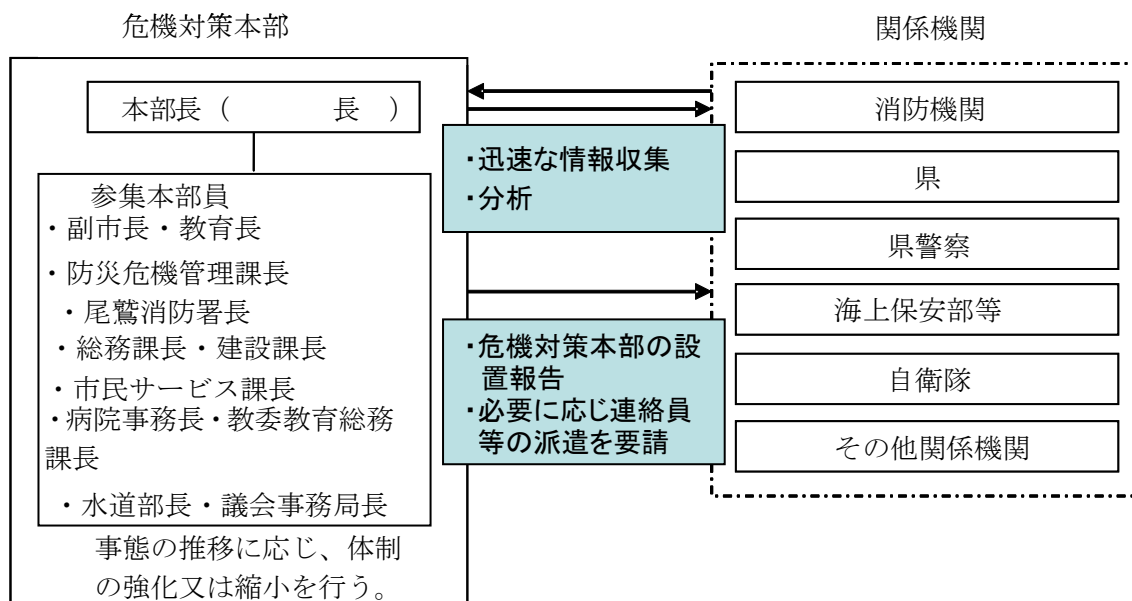 危機対策本部
本部長（　　　　長　）
参集本部員
・副市長・教育長
・防災危機管理課長
・尾鷲消防署長
・総務課長・建設課長
・市民サービス課長
・病院事務長・教委教育総務
課長
・水道部長・議会事務局長
事態の推移に応じ、体制
の強化又は縮小を行う。
・迅速な情報収集
・分析
・危機対策本部の設
置報告
・必要に応じ連絡員
等の派遣を要請
関係機関
消防機関
県
県警察
海上保安部等
自衛隊
その他関係機関